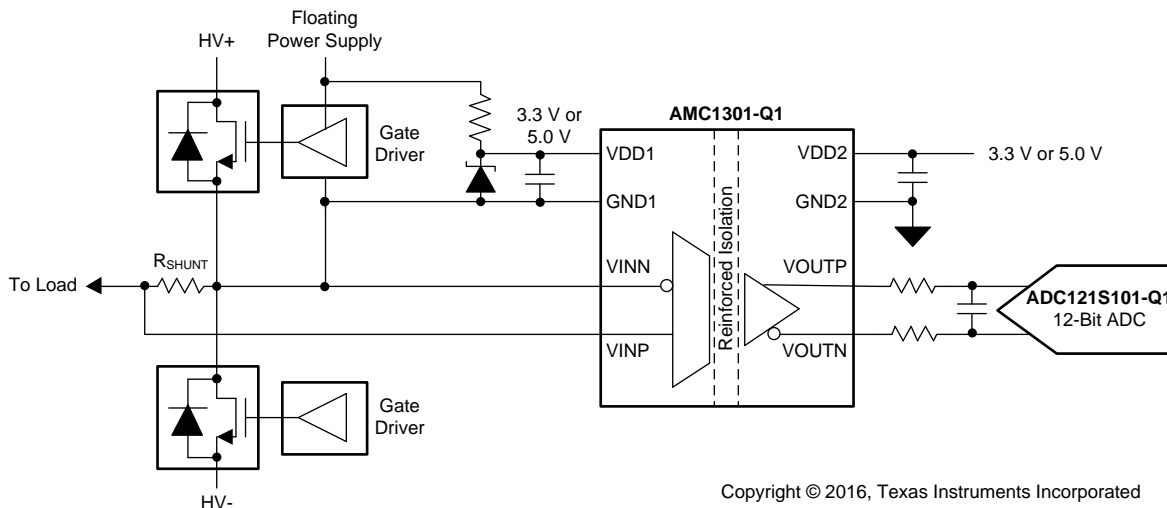 Floating
Power Supply
HV+
Gate
Driver
3.3 V or
5.0 V
AMC1301-Q1
VDD1
VDD2
3.3 V or 5.0 V
GND1
GND2
Reinforced Isolation
RSHUNT
To Load
VINN
VOUTP
ADC121S101-Q1
12-Bit ADC
VINP
VOUTN
Gate
Driver
HV-
Copyright © 2016, Texas Instruments Incorporated